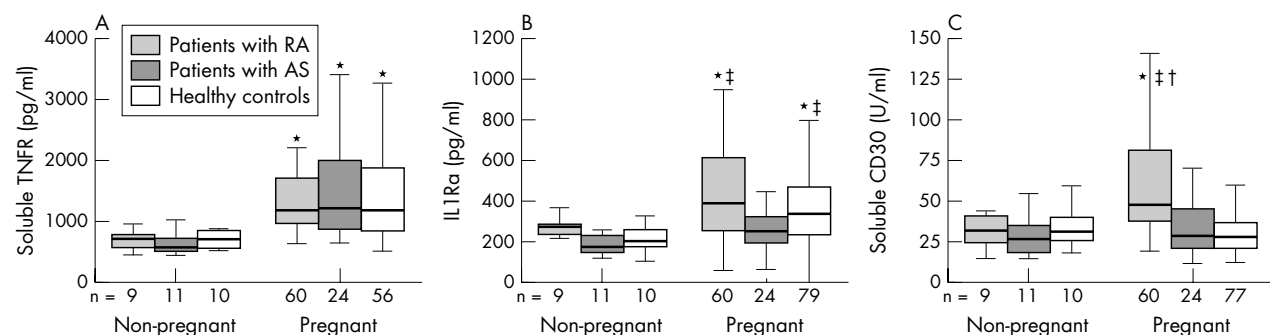 A
Soluble TNFR (pg/ml)
4000
3000
2000
1000
0
Patients with RA
Patients with AS
Healthy controls
★
★
★
n = 9 11 10 60 24 56
Non-pregnant Pregnant
B
IL1Ra (pg/ml)
1200
1000
800
600
400
200
0
★‡
★‡
n = 9 11 10 60 24 79
Non-pregnant Pregnant
C
Soluble CD30 (U/ml)
150
125
100
75
50
25
0
★‡†
n = 9 11 10 60 24 77
Non-pregnant Pregnant